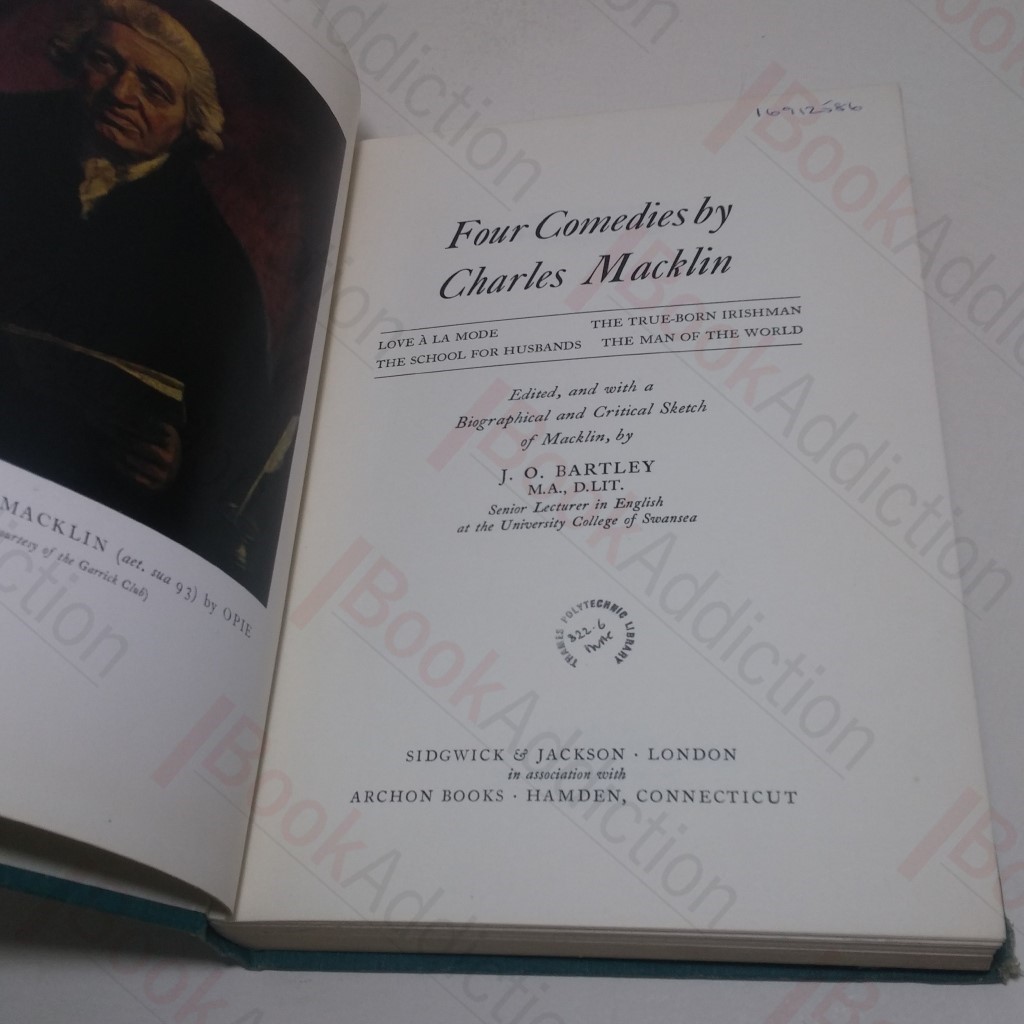 MACKLIN (aet. sua 93) by OPIE
courtesy of the Garrick Club)
16912586
Four Comedies by
Charles Macklin
LOVE À LA MODE THE TRUE-BORN IRISHMAN
THE SCHOOL FOR HUSBANDS THE MAN OF THE WORLD
Edited, and with a
Biographical and Critical Sketch
of Macklin, by
J. O. BARTLEY
M.A., D.LIT.
Senior Lecturer in English
at the University College of Swansea
THAMES POLYTECHNIC LIBRARY
822.6
MAC
SIDGWICK & JACKSON · LONDON
in association with
ARCHON BOOKS · HAMDEN, CONNECTICUT
BookAddiction